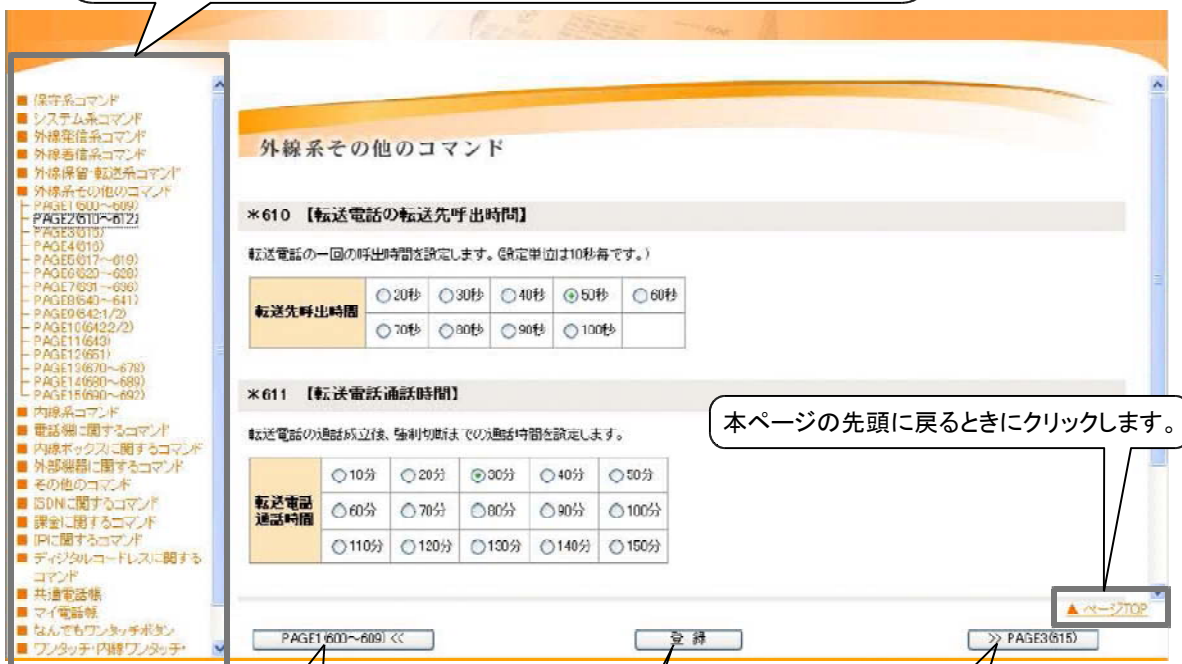 保守系コマンド
システム系コマンド
外線発信系コマンド
外線着信系コマンド
外線保留・転送系コマンド
外線系その他のコマンド
PAGE1(600～609)
PAGE2(610～612)
PAGE3(615)
PAGE4(616)
PAGE5(617～619)
PAGE6(620～628)
PAGE7(631～636)
PAGE8(640～641)
PAGE9(642:1/2)
PAGE10(642:2/2)
PAGE11(643)
PAGE12(651)
PAGE13(670～678)
PAGE14(680～689)
PAGE15(690～692)
内線系コマンド
電話機に関するコマンド
内線ボックスに関するコマンド
外部機器に関するコマンド
その他のコマンド
ISDNに関するコマンド
課金に関するコマンド
IPに関するコマンド
ディジタルコードレスに関する
コマンド
共通電話帳
マイ電話帳
なんでもワンタッチボタン
ワンタッチ・内線ワンタッチ・
外線系その他のコマンド
＊610 【転送電話の転送先呼出時間】
転送電話の一回の呼出時間を設定します。(設定単位は10秒毎です。)
転送先呼出時間
20秒 30秒 40秒 50秒 60秒
70秒 80秒 90秒 100秒
＊611 【転送電話通話時間】
転送電話の通話成立後、強制切断までの通話時間を設定します。
転送電話
通話時間
10分 20分 30分 40分 50分
60分 70分 80分 90分 100分
110分 120分 130分 140分 150分
本ページの先頭に戻るときにクリックします。
▲ ページTOP
PAGE1(600～609) <<
登 録
>> PAGE3(615)